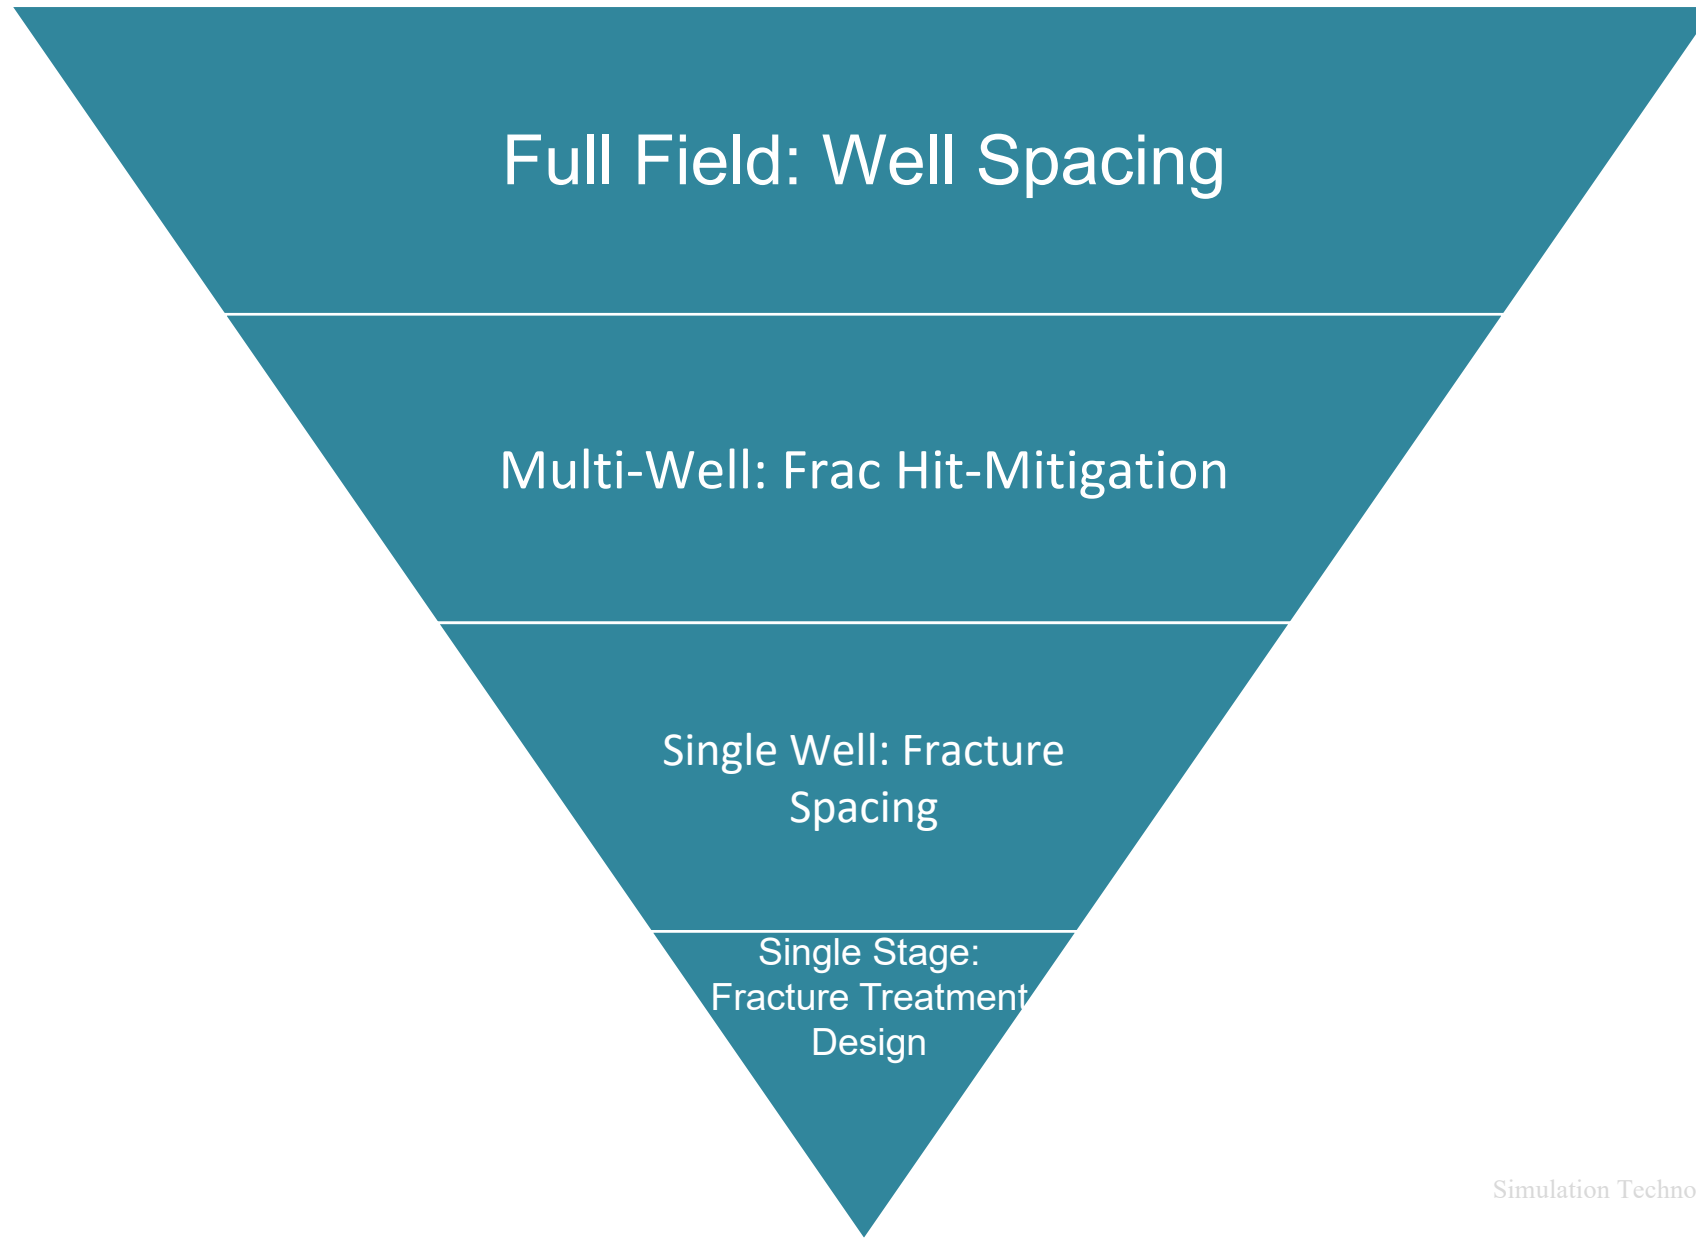 Full Field: Well Spacing
Multi-Well: Frac Hit-Mitigation
Single Well: Fracture
Spacing
Single Stage:
Fracture Treatment
Design
Simulation Techno